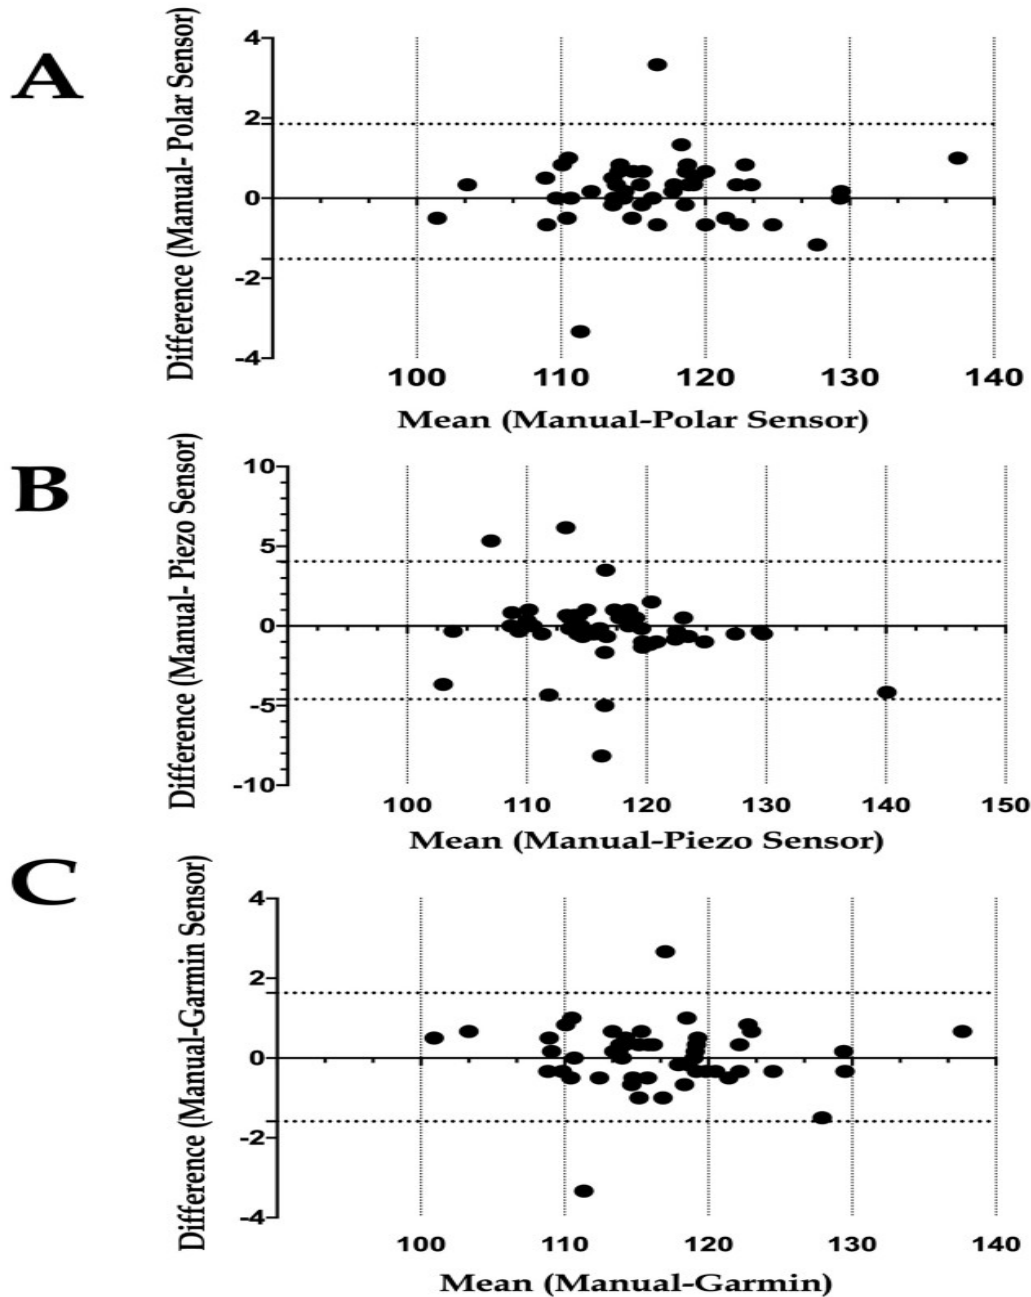 A
Difference (Manual- Polar Sensor)
4
2
0
-2
-4
100 110 120 130 140
Mean (Manual-Polar Sensor)
B
Difference (Manual- Piezo Sensor)
10
5
0
-5
-10
100 110 120 130 140 150
Mean (Manual-Piezo Sensor)
C
Difference (Manual-Garmin Sensor)
4
2
0
-2
-4
100 110 120 130 140
Mean (Manual-Garmin)